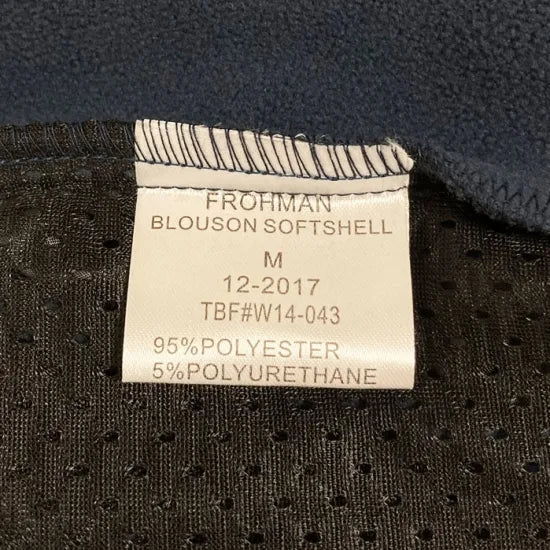 FROHMAN
BLOUSON SOFTSHELL
M
12-2017
TBF#W14-043
95%POLYESTER
5%POLYURETHANE